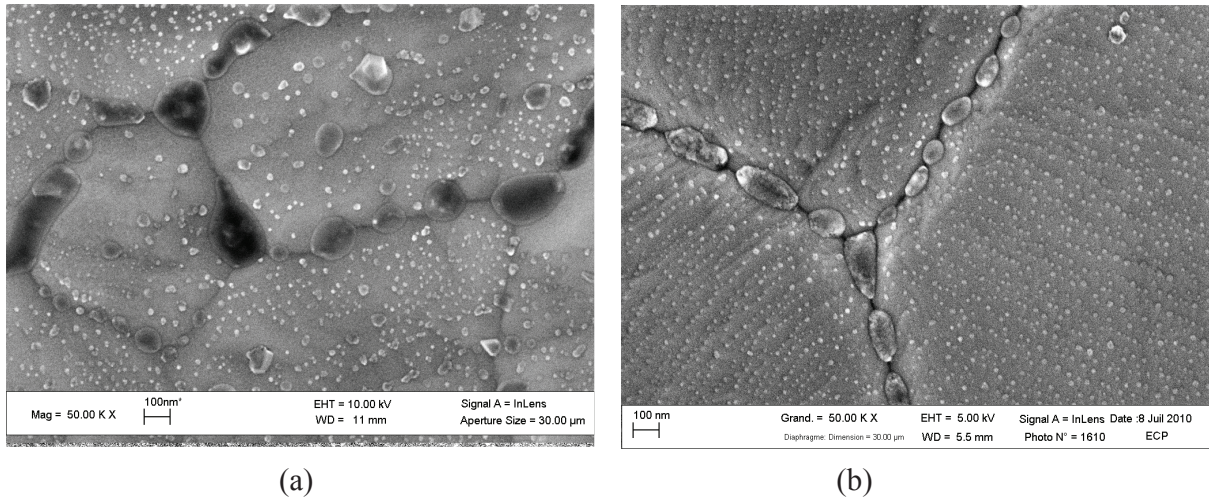 Mag = 50.00 K X
100nm*
EHT = 10.00 kV
WD = 11 mm
Signal A = InLens
Aperture Size = 30.00 µm
100 nm
Grand. = 50.00 K X
Diaphragme: Dimension = 30.00 µm
EHT = 5.00 kV
WD = 5.5 mm
Signal A = InLens Date :8 Juil 2010
Photo N° = 1610 ECP
(a)
(b)